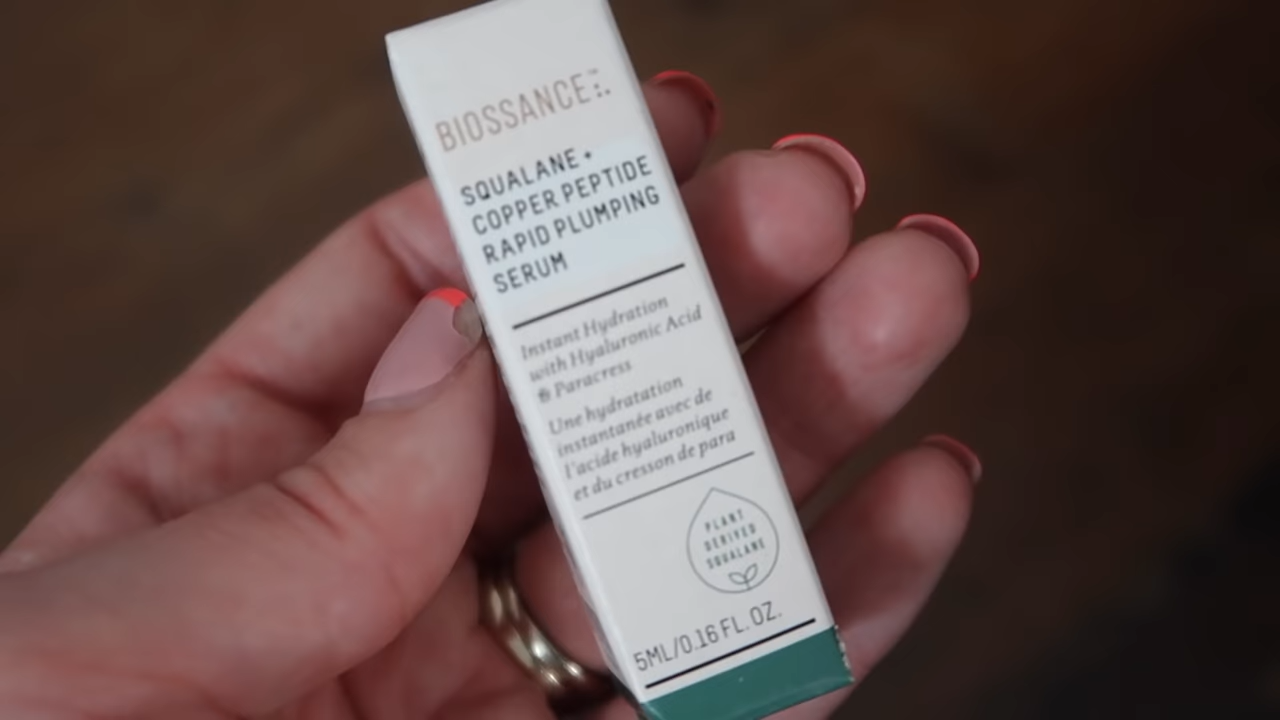 BIOSSANCE
SQUALANE +
COPPER PEPTIDE
RAPID PLUMPING
SERUM
Instant Hydration
with Hyaluronic Acid
& Paracress
Une hydratation
instantanée avec de
l'acide hyaluronique
et du cresson de para
PLANT
DERIVED
SQUALANE
5ML/0.16 FL. OZ.